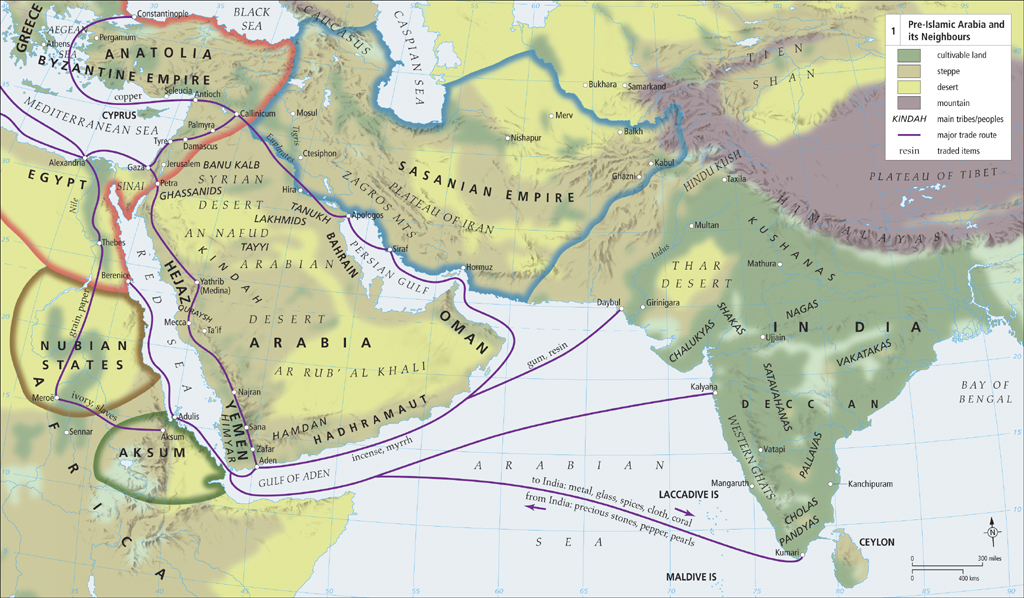 1
Pre-Islamic Arabia and
its Neighbours
cultivable land
steppe
desert
mountain
KINDAH
main tribes/peoples
major trade route
resin
traded items
GREECE
AEGEAN
SEA
Athens
Pergamum
Constantinople
BLACK
SEA
CAUCASUS
CASPIAN SEA
TIEN
SHAN
ANATOLIA
BYZANTINE EMPIRE
copper
Seleucia
Antioch
CYPRUS
MEDITERRANEAN SEA
Callinicum
Mosul
Tigris
Euphrates
Palmyra
Tyre
Damascus
Ctesiphon
Bukhara
Samarkand
Merv
Nishapur
Balkh
Kabul
Ghazni
HINDU KUSH
Taxila
PLATEAU OF TIBET
HIMALAYAS
Alexandria
Gaza
Jerusalem
BANU KALB
Petra
GHASSANIDS
SYRIAN
DESERT
SINAI
EGYPT
Nile
Hira
TANUKH
LAKHMIDS
Apologos
ZAGROS MTS
PLATEAU OF IRAN
SASANIAN EMPIRE
Siraf
Hormuz
PERSIAN GULF
BAHRAIN
AN NAFUD
TAYYI
KINDAH
ARABIAN
DESERT
Thebes
Berenice
RED SEA
HEJAZ
Yathrib
(Medina)
QURAYSH
Mecca
Ta'if
ARABIA
OMAN
AR RUB' AL KHALI
Najran
YEMEN
HIMYAR
Sana
Zafar
Aden
HAMDAN
HADHRAMAUT
incense, myrrh
GULF OF ADEN
grain, paper
NUBIAN
STATES
Meroe
ivory, slaves
Sennar
Adulis
Aksum
AKSUM
AFRICA
Indus
Multan
THAR
DESERT
Mathura
KUSHANAS
Daybul
Girinigara
gum, resin
CHALUKYAS
SHAKAS
NAGAS
INDIA
Ujjain
VAKATAKAS
Kalyana
SATAVAHANAS
DECCAN
WESTERN GHATS
Vatapi
PALLAVAS
Mangaruth
Kanchipuram
CHOLAS
PANDYAS
Kumari
CEYLON
BAY OF
BENGAL
ARABIAN
SEA
to India: metal, glass, spices, cloth, coral
from India: precious stones, pepper, pearls
LACCADIVE IS
MALDIVE IS
N
0 300 miles
0 400 kms